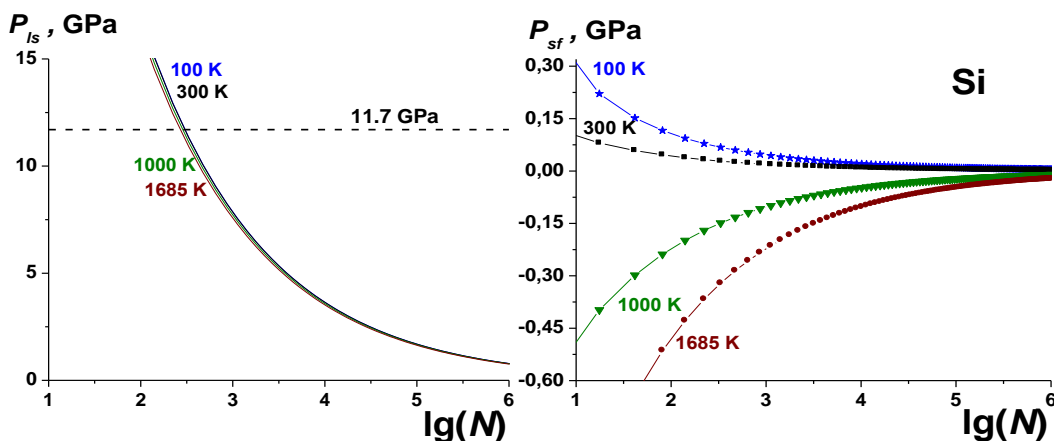 P_ls , GPa
15
10
5
0
100 K
300 K
11.7 GPa
1000 K
1685 K
1 2 3 4 5 6
lg(N)
P_sf , GPa
0,30
0,15
0,00
-0,15
-0,30
-0,45
-0,60
100 K
Si
300 K
1000 K
1685 K
1 2 3 4 5 6
lg(N)